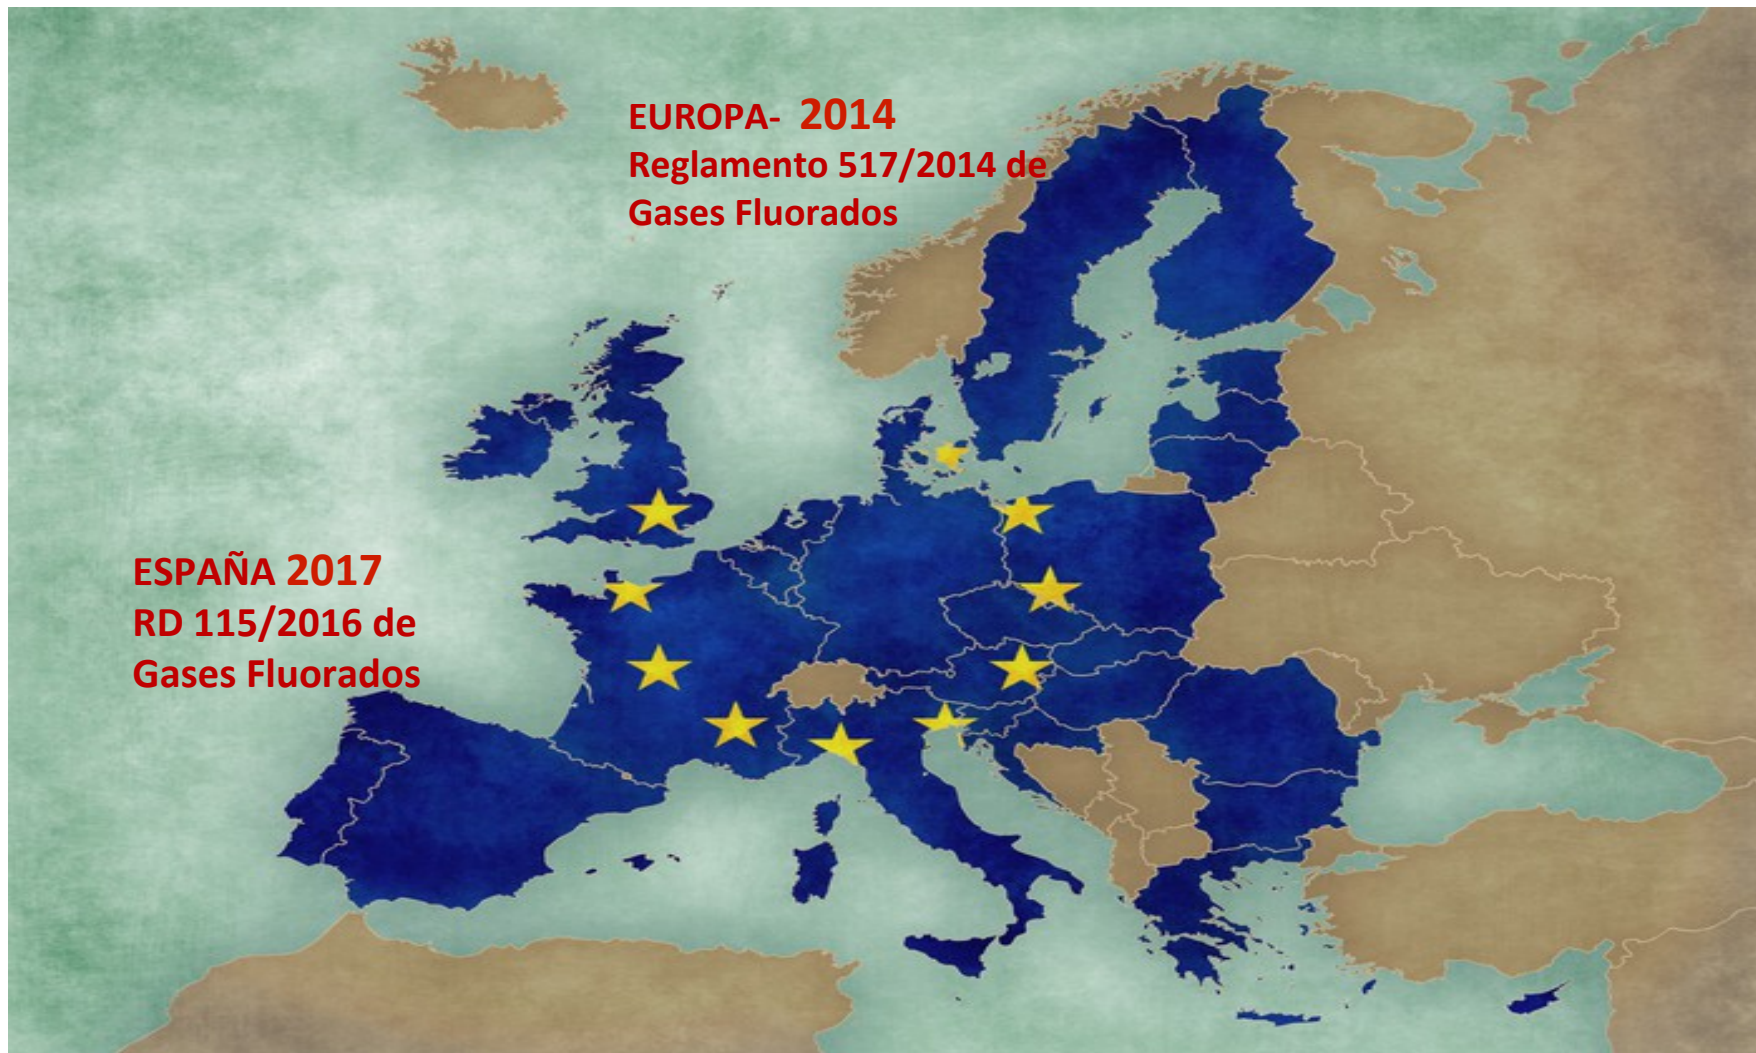 EUROPA- 2014
Reglamento 517/2014 de
Gases Fluorados
ESPAÑA 2017
RD 115/2016 de
Gases Fluorados